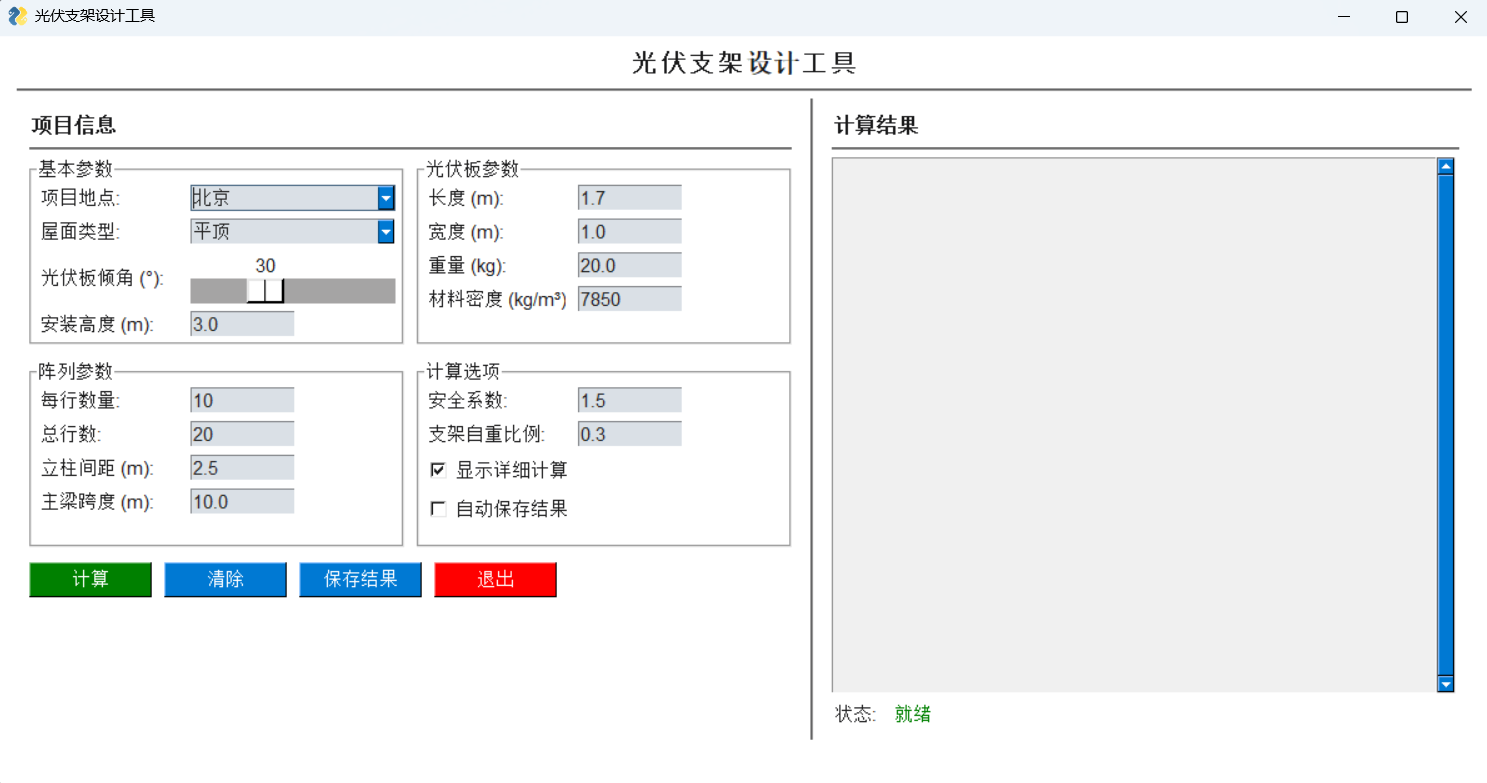 光伏支架设计工具
光伏支架设计工具
项目信息
基本参数
项目地点: 北京
屋面类型: 平顶
30
光伏板倾角 (°):
安装高度 (m): 3.0
光伏板参数
长度 (m): 1.7
宽度 (m): 1.0
重量 (kg): 20.0
材料密度 (kg/m³) 7850
阵列参数
每行数量: 10
总行数: 20
立柱间距 (m): 2.5
主梁跨度 (m): 10.0
计算选项
安全系数: 1.5
支架自重比例: 0.3
显示详细计算
自动保存结果
计算 清除 保存结果 退出
计算结果
状态: 就绪